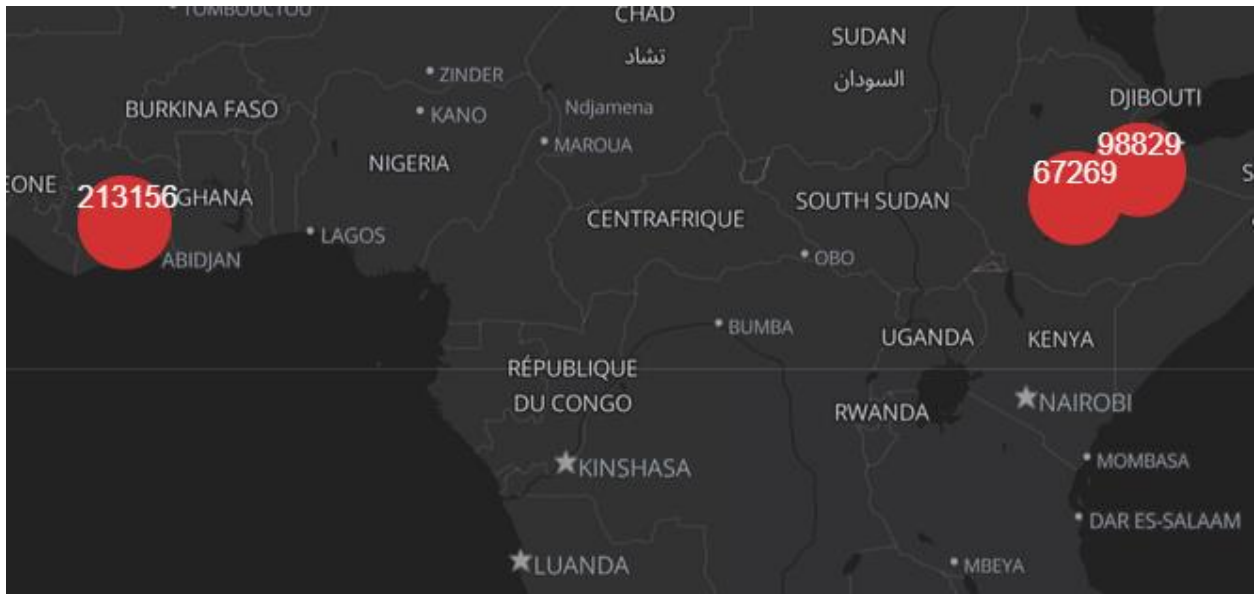 TOMBOUCTOU
CHAD
تشاد
SUDAN
السودان
ZINDER
BURKINA FASO
KANO
Ndjamena
DJIBOUTI
MAROUA
98829
NIGERIA
67269
EONE
213156
GHANA
SOUTH SUDAN
CENTRAFRIQUE
LAGOS
ABIDJAN
OBO
BUMBA
UGANDA
KENYA
RÉPUBLIQUE
DU CONGO
RWANDA
NAIROBI
KINSHASA
MOMBASA
DAR ES-SALAAM
LUANDA
MBEYA